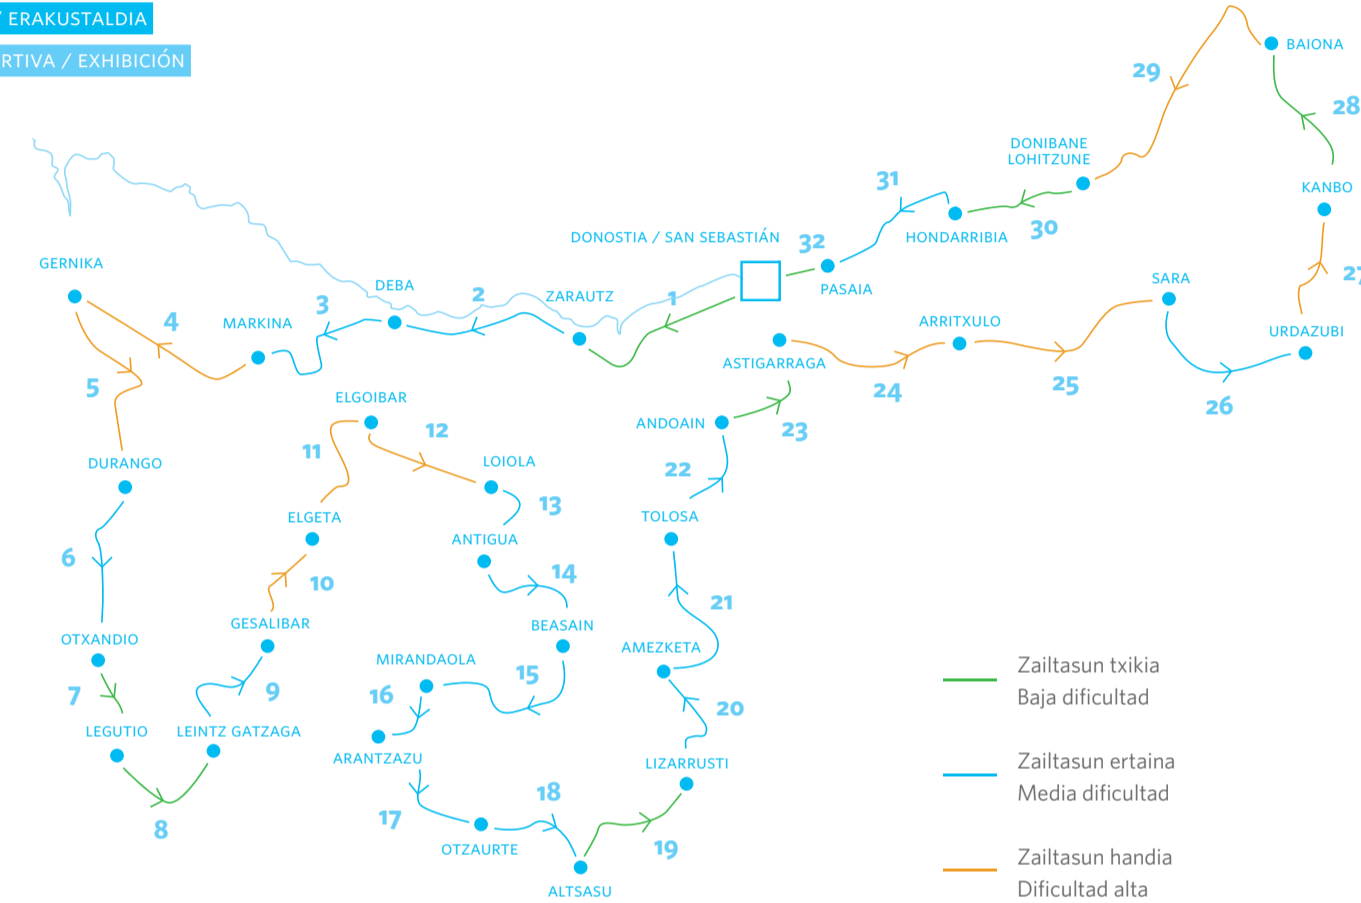 / ERAKUSTALDIA
RTIVA / EXHIBICIÓN
BAIONA
29
28
DONIBANE
LOHITZUNE
31
KANBO
30
HONDARRIBIA
DONOSTIA / SAN SEBASTIÁN
32
PASAIA
GERNIKA
DEBA
2
ZARAUTZ
1
3
MARKINA
4
SARA
27
ARRITXULO
URDAZUBI
ASTIGARRAGA
24
25
26
5
ELGOIBAR
12
11
ANDOAIN
23
DURANGO
LOIOLA
22
13
ELGETA
TOLOSA
ANTIGUA
6
10
14
21
GESALIBAR
BEASAIN
OTXANDIO
AMEZKETA
MIRANDAOLA
15
16
7
9
20
LEGUTIO
LEINTZ GATZAGA
ARANTZAZU
LIZARRUSTI
8
17
18
19
OTZAURTE
ALTSASU
Zailtasun txikia
Baja dificultad
Zailtasun ertaina
Media dificultad
Zailtasun handia
Dificultad alta